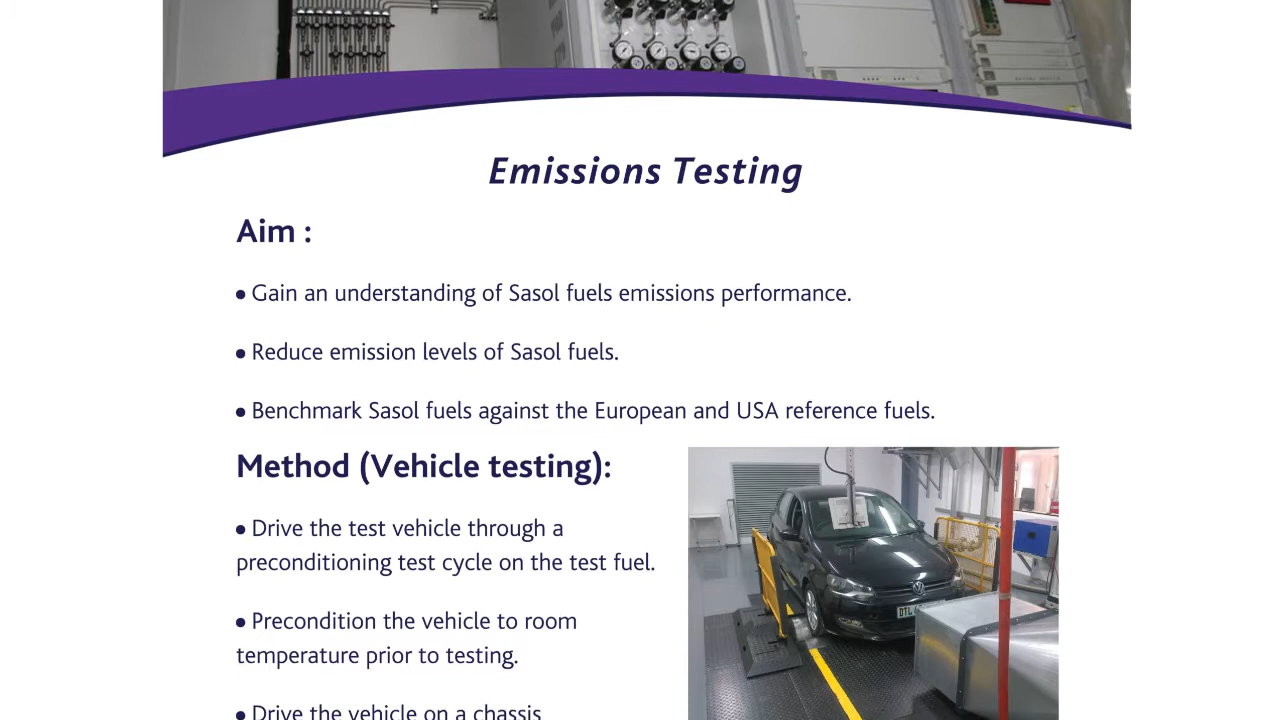 Emissions Testing
Aim :
• Gain an understanding of Sasol fuels emissions performance.
• Reduce emission levels of Sasol fuels.
• Benchmark Sasol fuels against the European and USA reference fuels.
Method (Vehicle testing):
• Drive the test vehicle through a
preconditioning test cycle on the test fuel.
• Precondition the vehicle to room
temperature prior to testing.
• Drive the vehicle on a chassis